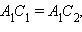 A₁C₁ = A₁C₂,